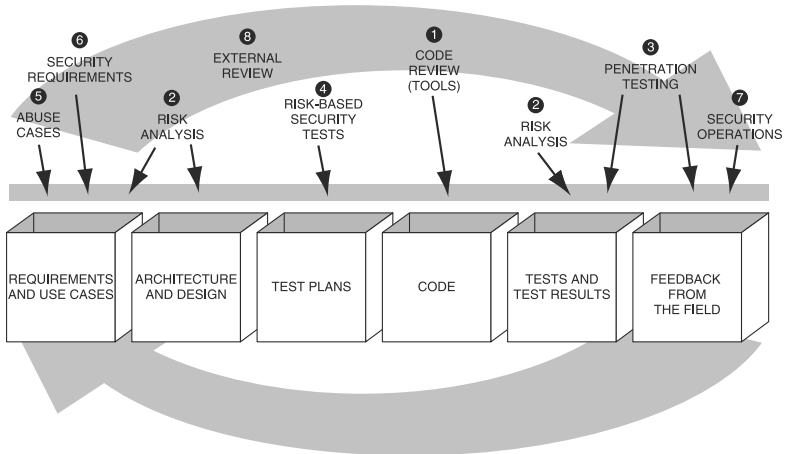 6
SECURITY
REQUIREMENTS
8
EXTERNAL
REVIEW
1
CODE
REVIEW
(TOOLS)
3
PENETRATION
TESTING
5
ABUSE
CASES
2
RISK
ANALYSIS
4
RISK-BASED
SECURITY
TESTS
2
RISK
ANALYSIS
7
SECURITY
OPERATIONS
REQUIREMENTS
AND USE CASES
ARCHITECTURE
AND DESIGN
TEST PLANS
CODE
TESTS AND
TEST RESULTS
FEEDBACK
FROM
THE FIELD